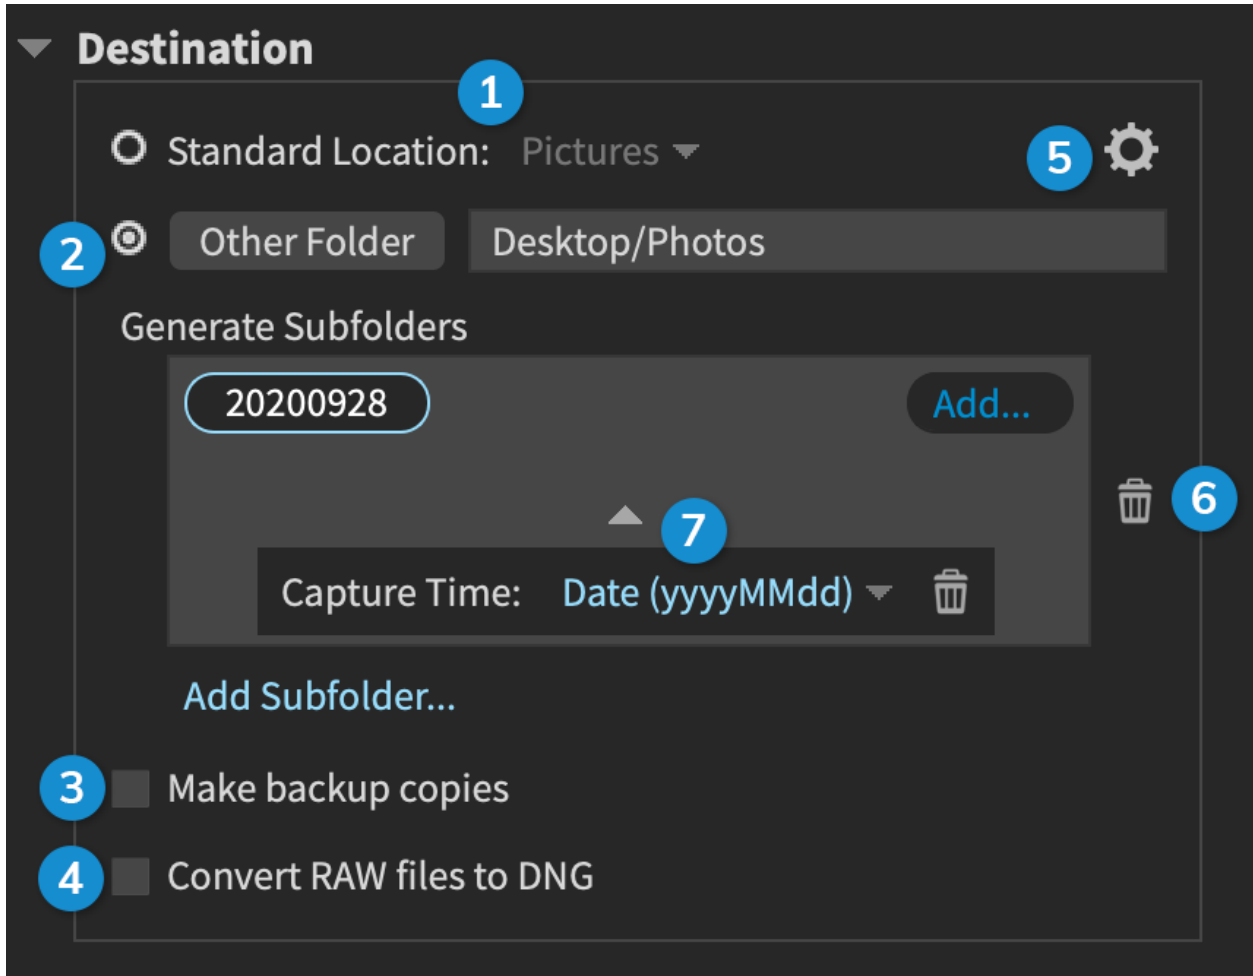 Destination
1
Standard Location: Pictures
5
2
Other Folder Desktop/Photos
Generate Subfolders
20200928 Add...
6
7
Capture Time: Date (yyyyMMdd)
Add Subfolder...
3 Make backup copies
4 Convert RAW files to DNG